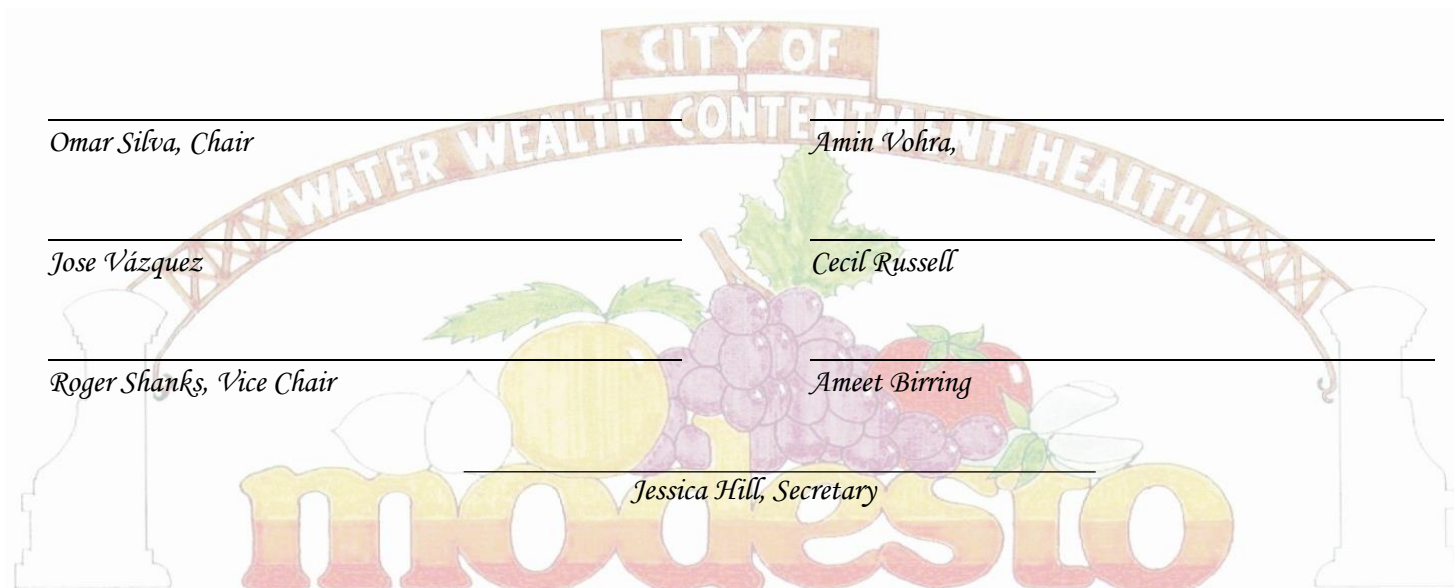 CITY OF
WATER WEALTH CONTENTMENT HEALTH
Omar Silva, Chair
Amin Vohra,
Jose Vázquez
Cecil Russell
Roger Shanks, Vice Chair
Ameet Birring
Jessica Hill, Secretary
modesto